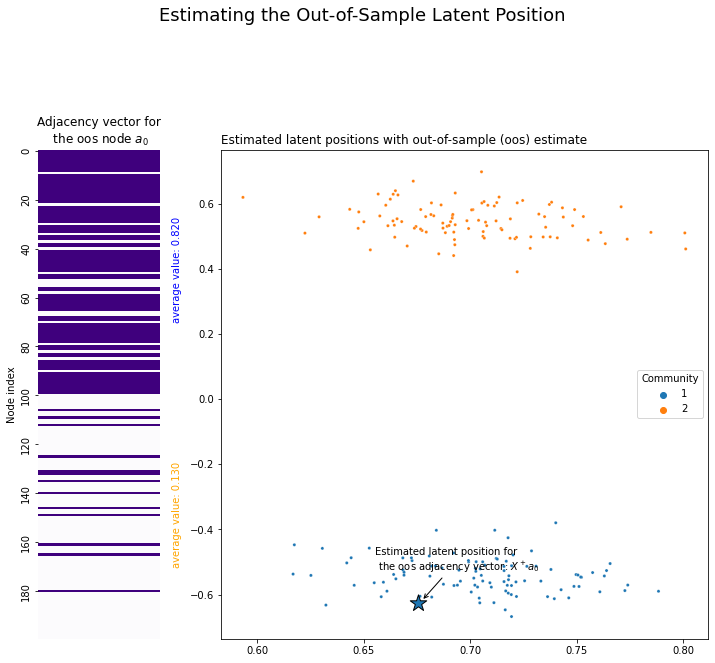 Estimating the Out-of-Sample Latent Position
Adjacency vector for
the oos node a₀
Estimated latent positions with out-of-sample (oos) estimate
Node index
0
20
40
60
80
100
120
140
160
180
average value: 0.820
average value: 0.130
0.6
0.4
0.2
0.0
−0.2
−0.4
−0.6
0.60
0.65
0.70
0.75
0.80
Community
1
2
Estimated latent position for
the oos adjacency vector: X̂⁺a₀